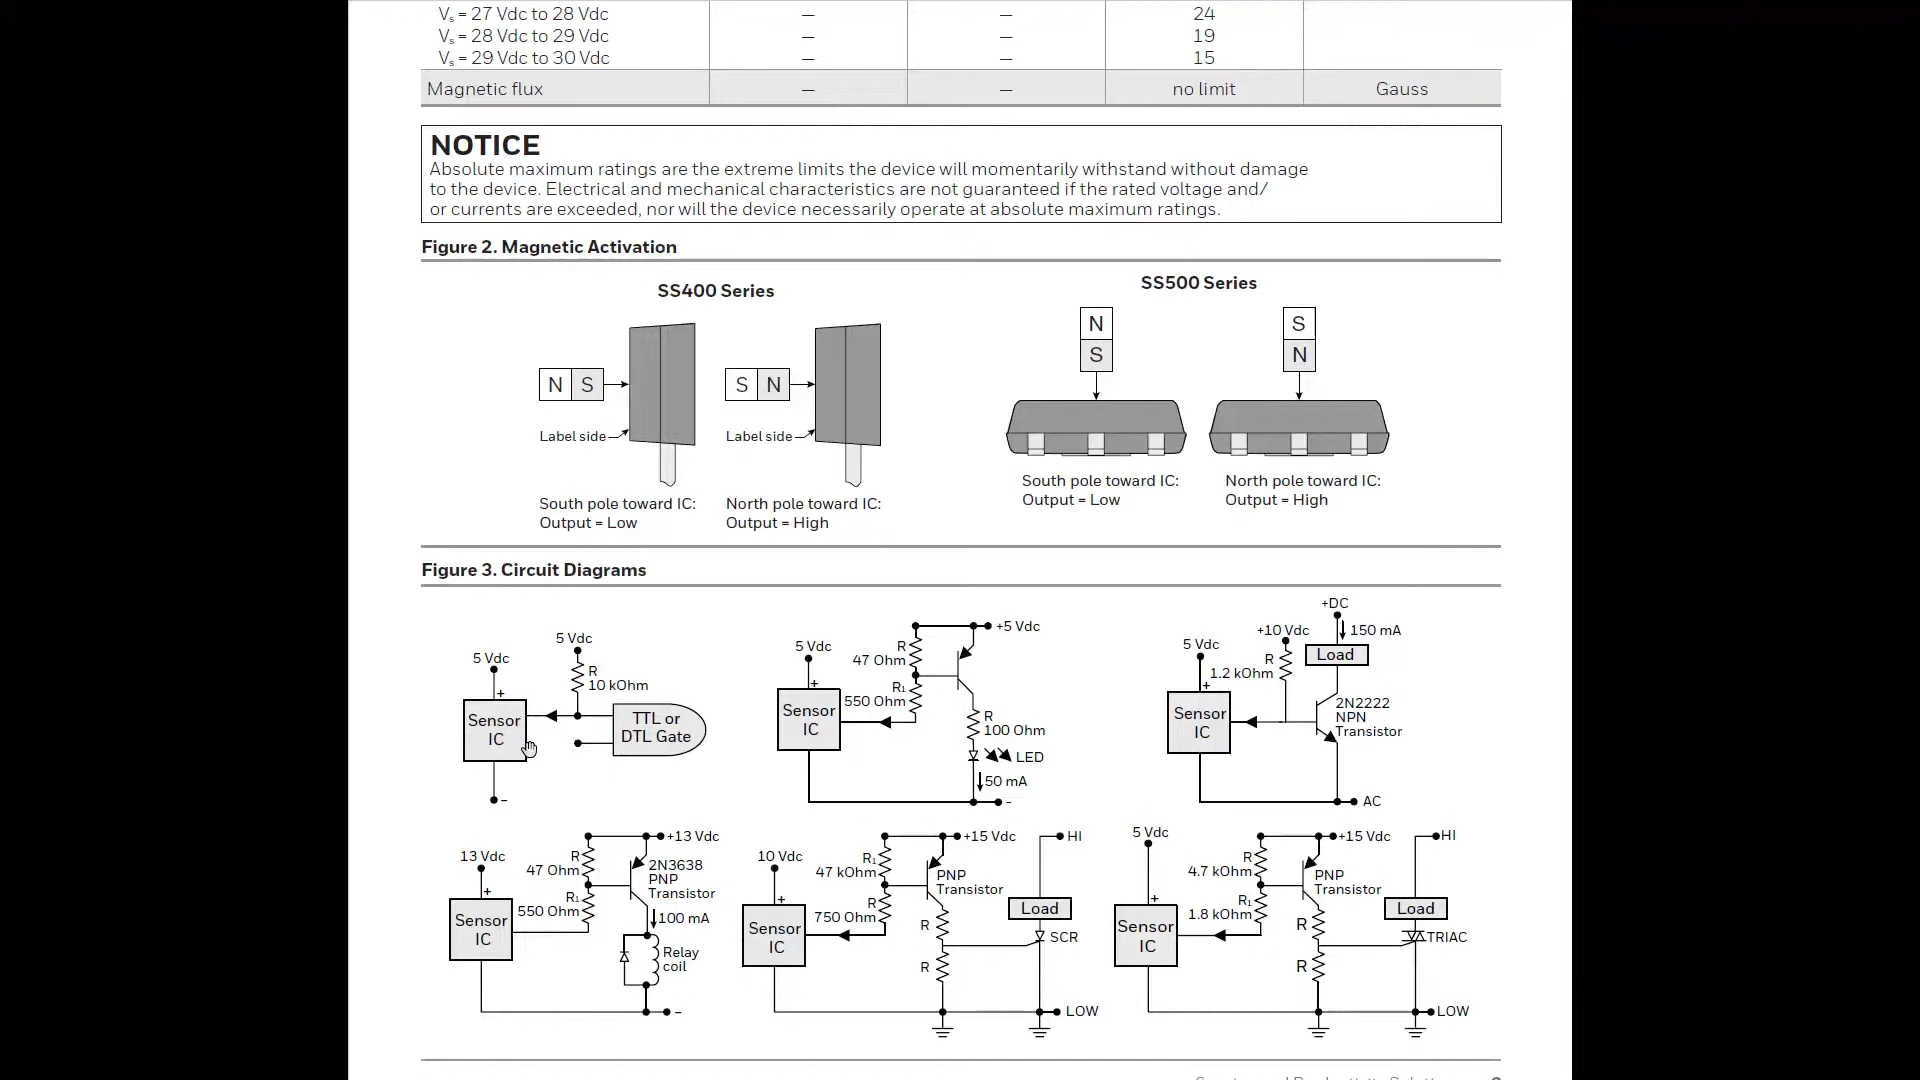 Vs = 27 Vdc to 28 Vdc — — 24
Vs = 28 Vdc to 29 Vdc — — 19
Vs = 29 Vdc to 30 Vdc — — 15
Magnetic flux — — no limit Gauss
NOTICE
Absolute maximum ratings are the extreme limits the device will momentarily withstand without damage
to the device. Electrical and mechanical characteristics are not guaranteed if the rated voltage and/
or currents are exceeded, nor will the device necessarily operate at absolute maximum ratings.
Figure 2. Magnetic Activation
SS400 Series
N S
Label side
South pole toward IC:
Output = Low
S N
Label side
North pole toward IC:
Output = High
SS500 Series
N
S
South pole toward IC:
Output = Low
S
N
North pole toward IC:
Output = High
Figure 3. Circuit Diagrams
5 Vdc
5 Vdc
R
10 kOhm
+
Sensor
IC
TTL or
DTL Gate
-
5 Vdc
+5 Vdc
R
47 Ohm
+
R1
550 Ohm
Sensor
IC
R
100 Ohm
LED
50 mA
-
+DC
150 mA
+10 Vdc
5 Vdc
Load
R
1.2 kOhm
+
Sensor
IC
2N2222
NPN
Transistor
AC
+13 Vdc
13 Vdc
R
47 Ohm
2N3638
PNP
Transistor
+
R1
550 Ohm
100 mA
Sensor
IC
Relay
coil
-
+15 Vdc
HI
10 Vdc
R1
47 kOhm
PNP
Transistor
+
R
750 Ohm
Load
Sensor
IC
R
SCR
R
LOW
5 Vdc
+15 Vdc
HI
R
4.7 kOhm
PNP
Transistor
+
R1
1.8 kOhm
Load
Sensor
IC
R
TRIAC
R
LOW